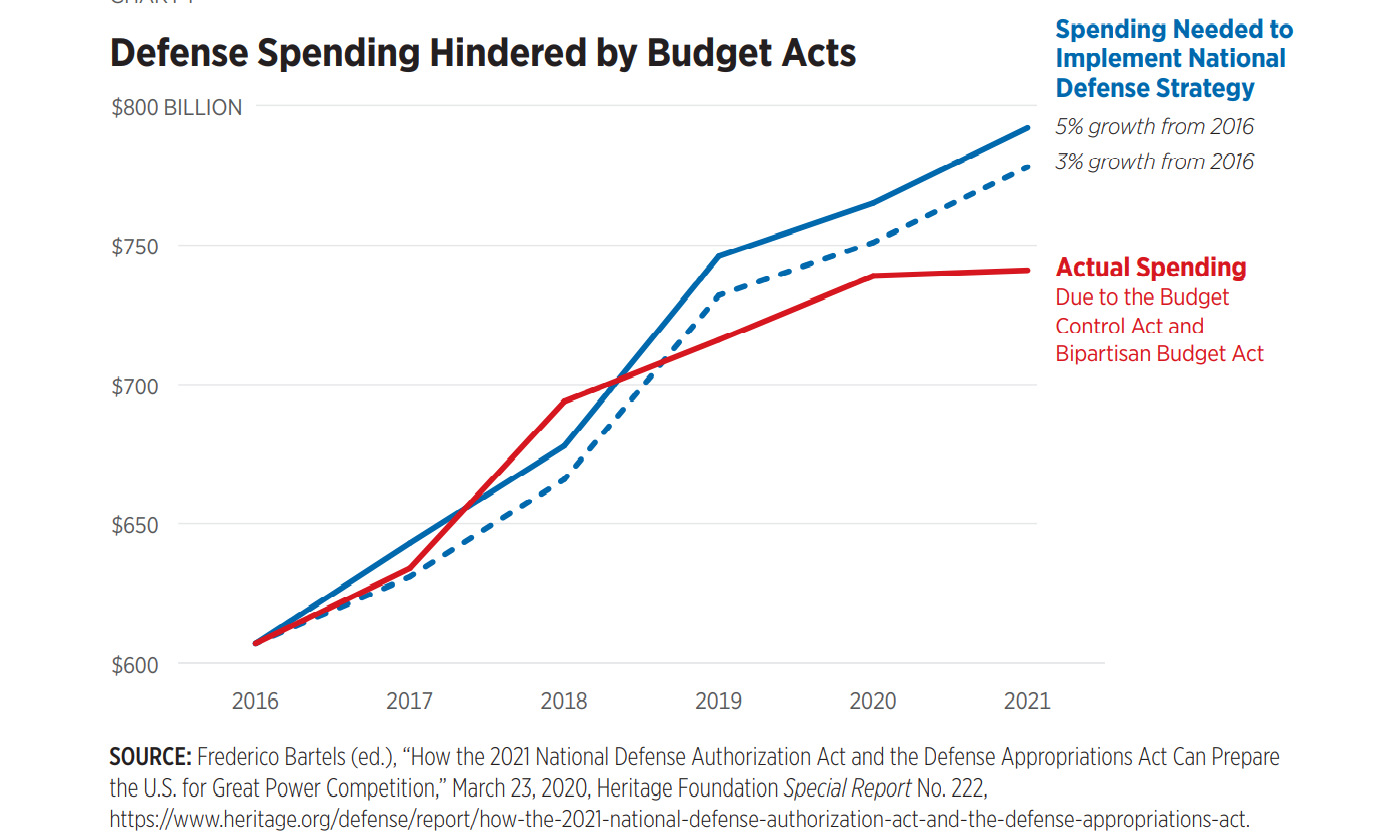 Defense Spending Hindered by Budget Acts
Spending Needed to
Implement National
Defense Strategy
5% growth from 2016
3% growth from 2016
$800 BILLION
$750
$700
$650
$600
Actual Spending
Due to the Budget
Control Act and
Bipartisan Budget Act
2016 2017 2018 2019 2020 2021
SOURCE: Frederico Bartels (ed.), “How the 2021 National Defense Authorization Act and the Defense Appropriations Act Can Prepare
the U.S. for Great Power Competition,” March 23, 2020, Heritage Foundation Special Report No. 222,
https://www.heritage.org/defense/report/how-the-2021-national-defense-authorization-act-and-the-defense-appropriations-act.